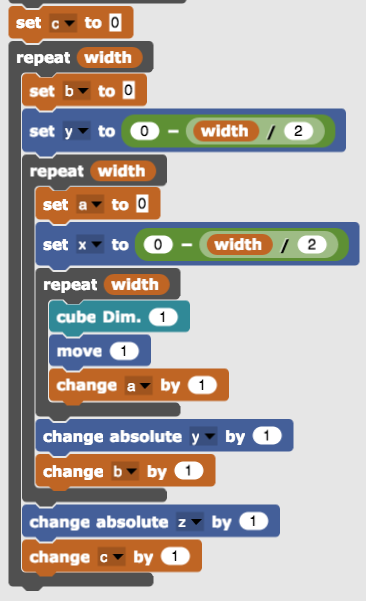 set c to 0
repeat width
set b to 0
set y to 0 - width / 2
repeat width
set a to 0
set x to 0 - width / 2
repeat width
cube Dim. 1
move 1
change a by 1
change absolute y by 1
change b by 1
change absolute z by 1
change c by 1